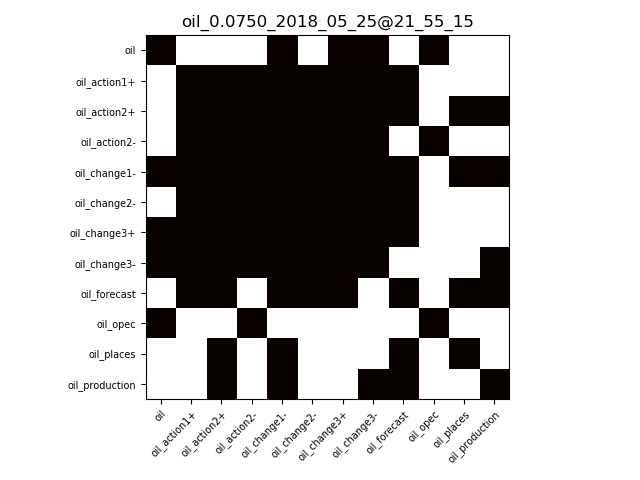 oil_0.0750_2018_05_25@21_55_15
oil
oil_action1+
oil_action2+
oil_action2-
oil_change1-
oil_change2-
oil_change3+
oil_change3-
oil_forecast
oil_opec
oil_places
oil_production
oil
oil_action1+
oil_action2+
oil_action2-
oil_change1-
oil_change2-
oil_change3+
oil_change3-
oil_forecast
oil_opec
oil_places
oil_production